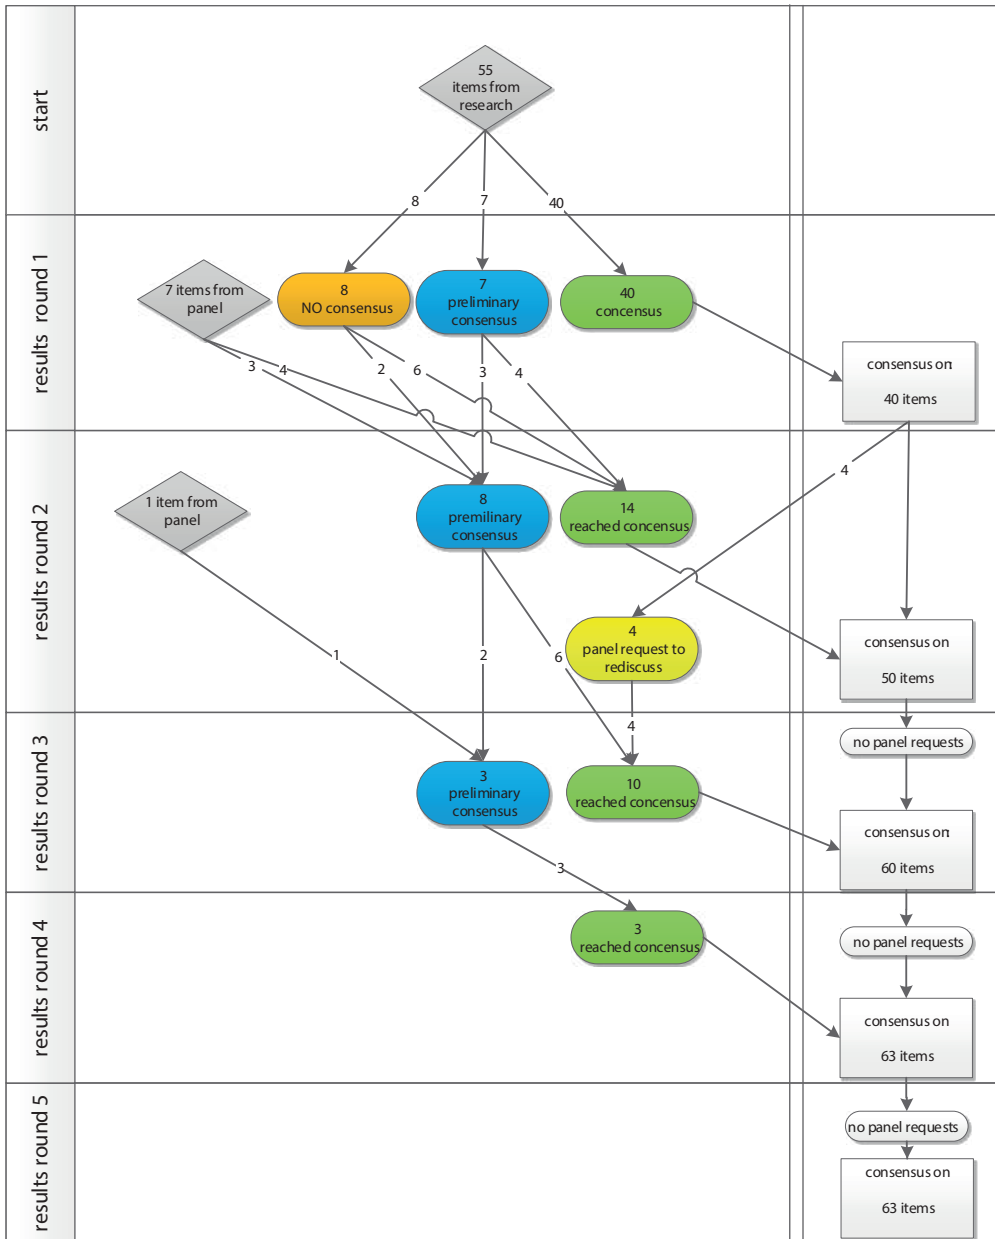 start
55
items from
research
8
7
40
results round 1
7 items from
panel
8
NO consensus
7
preliminary
consensus
40
concensus
consensus on:
40 items
3
4
2
6
3
4
4
results round 2
1 item from
panel
8
premilinary
consensus
14
reached concensus
4
panel request to
rediscuss
consensus on
50 items
1
2
6
4
results round 3
no panel requests
3
preliminary
consensus
10
reached concensus
consensus on:
60 items
3
results round 4
3
reached concensus
no panel requests
consensus on
63 items
results round 5
no panel requests
consensus on
63 items